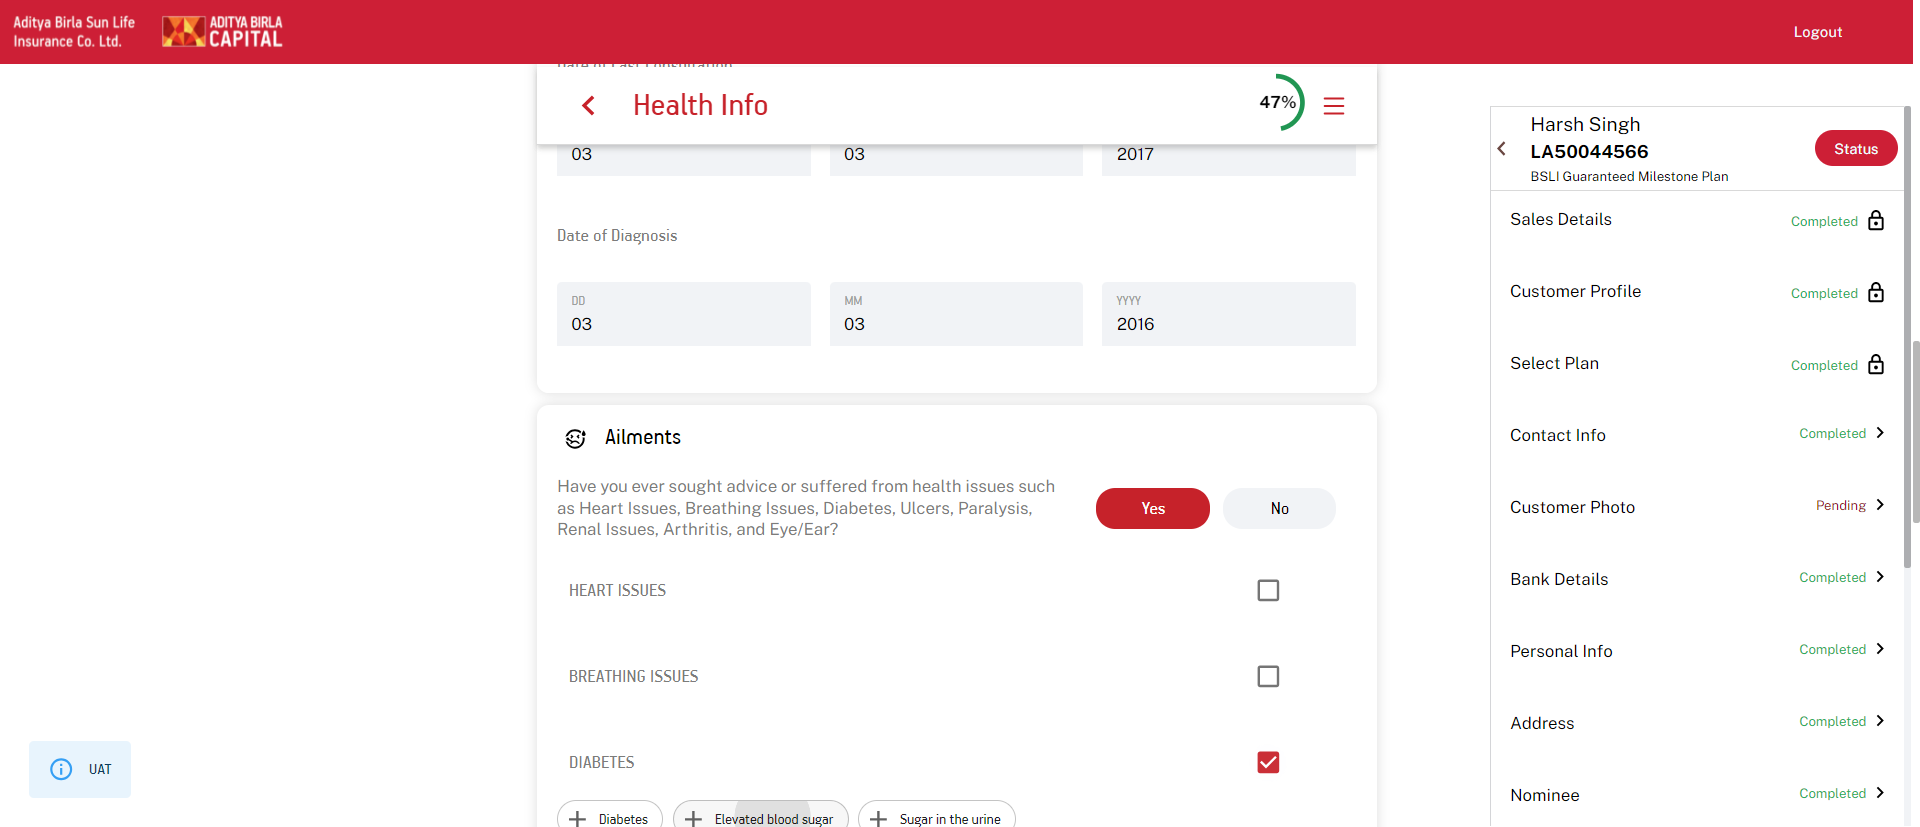 Aditya Birla Sun Life
Insurance Co. Ltd.
ADITYA BIRLA
CAPITAL
Logout
Date of Last Consultation
Health Info
47%
03
03
2017
Date of Diagnosis
DD
03
MM
03
YYYY
2016
Ailments
Have you ever sought advice or suffered from health issues such
as Heart Issues, Breathing Issues, Diabetes, Ulcers, Paralysis,
Renal Issues, Arthritis, and Eye/Ear?
Yes
No
HEART ISSUES
BREATHING ISSUES
DIABETES
Diabetes
Elevated blood sugar
Sugar in the urine
UAT
Harsh Singh
LA50044566
BSLI Guaranteed Milestone Plan
Status
Sales Details
Completed
Customer Profile
Completed
Select Plan
Completed
Contact Info
Completed
Customer Photo
Pending
Bank Details
Completed
Personal Info
Completed
Address
Completed
Nominee
Completed